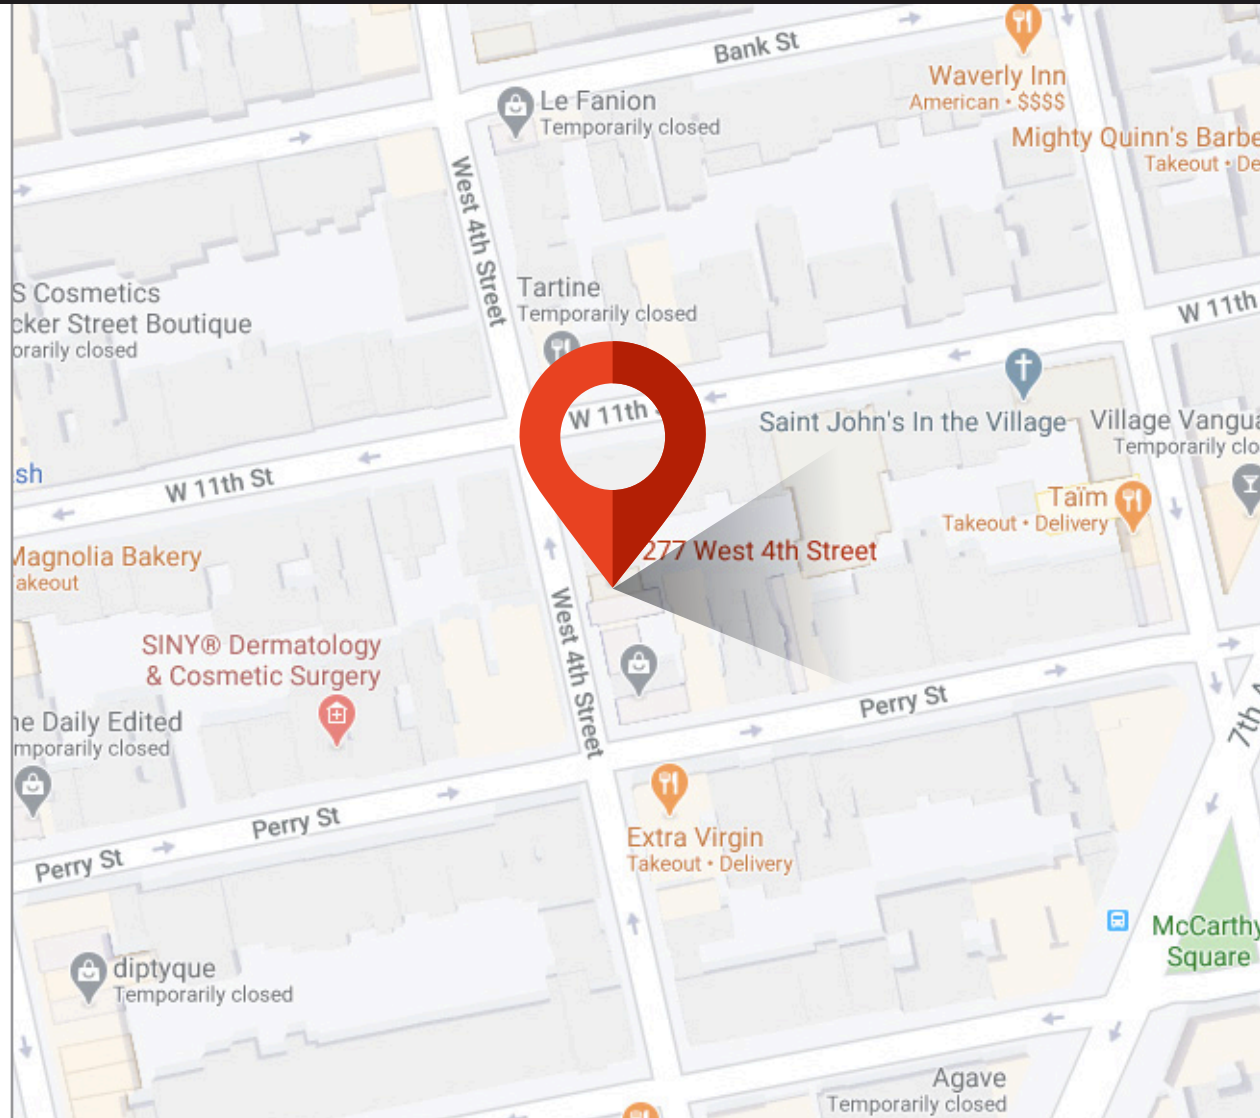 Bank St
Waverly Inn
American • $$$$
Le Fanion
Temporarily closed
Mighty Quinn's Barbe
Takeout • De
West 4th Street
Tartine
Temporarily closed
S Cosmetics
cker Street Boutique
orarily closed
W 11th
W 11th
Saint John's In the Village
Village Vangua
Temporarily clo
sh
W 11th St
Taïm
Takeout • Delivery
277 West 4th Street
Magnolia Bakery
akeout
West 4th Street
SINY® Dermatology
& Cosmetic Surgery
Perry St
he Daily Edited
mporarily closed
7th A
Perry St
Extra Virgin
Takeout • Delivery
Perry St
McCarthy
Square
diptyque
Temporarily closed
Agave
Temporarily closed